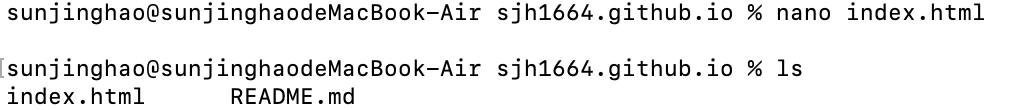 sunjinghao@sunjinghaodeMacBook-Air sjh1664.github.io % nano index.html
[sunjinghao@sunjinghaodeMacBook-Air sjh1664.github.io % ls
index.html README.md